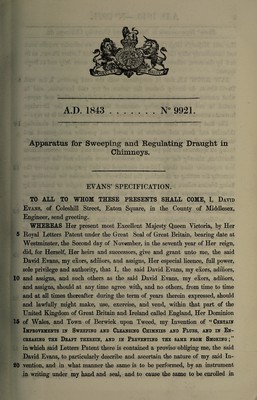 A.D. 1843 . . . . . . . Nº 9921.
Apparatus for Sweeping and Regulating Draught in
Chimneys.
EVANS' SPECIFICATION.
TO ALL TO WHOM THESE PRESENTS SHALL COME, I, DAVID
EVANS, of Coleshill Street, Eaton Square, in the County of Middlesex,
Engineer, send greeting.
WHEREAS Her present most Excellent Majesty Queen Victoria, by Her
5 Royal Letters Patent under the Great Seal of Great Britain, bearing date at
Westminster, the Second day of November, in the seventh year of Her reign,
did, for Herself, Her heirs and successors, give and grant unto me, the said
David Evans, my exors, admors, and assigns, Her especial licence, full power,
sole privilege and authority, that I, the said David Evans, my exors, admors,
10 and assigns, and such others as the said David Evans, my exors, admors,
and assigns, should at any time agree with, and no others, from time to time
and at all times thereafter during the term of years therein expressed, should
and lawfully might make, use, exercise, and vend, within that part of the
United Kingdom of Great Britain and Ireland called England, Her Dominion
15 of Wales, and Town of Berwick upon Tweed, my Invention of "CERTAIN
IMPROVEMENTS IN SWEEPING AND CLEANSING CHIMNIES AND FLUES, AND IN EN-
CREASING THE DRAFT THEREIN, AND IN PREVENTING THE SAME FROM SMOKING;"
in which said Letters Patent there is contained a proviso obliging me, the said
David Evans, to particularly describe and ascertain the nature of my said In-
20 vention, and in what manner the same is to be performed, by an instrument
in writing under my hand and seal, and to cause the same to be enrolled in